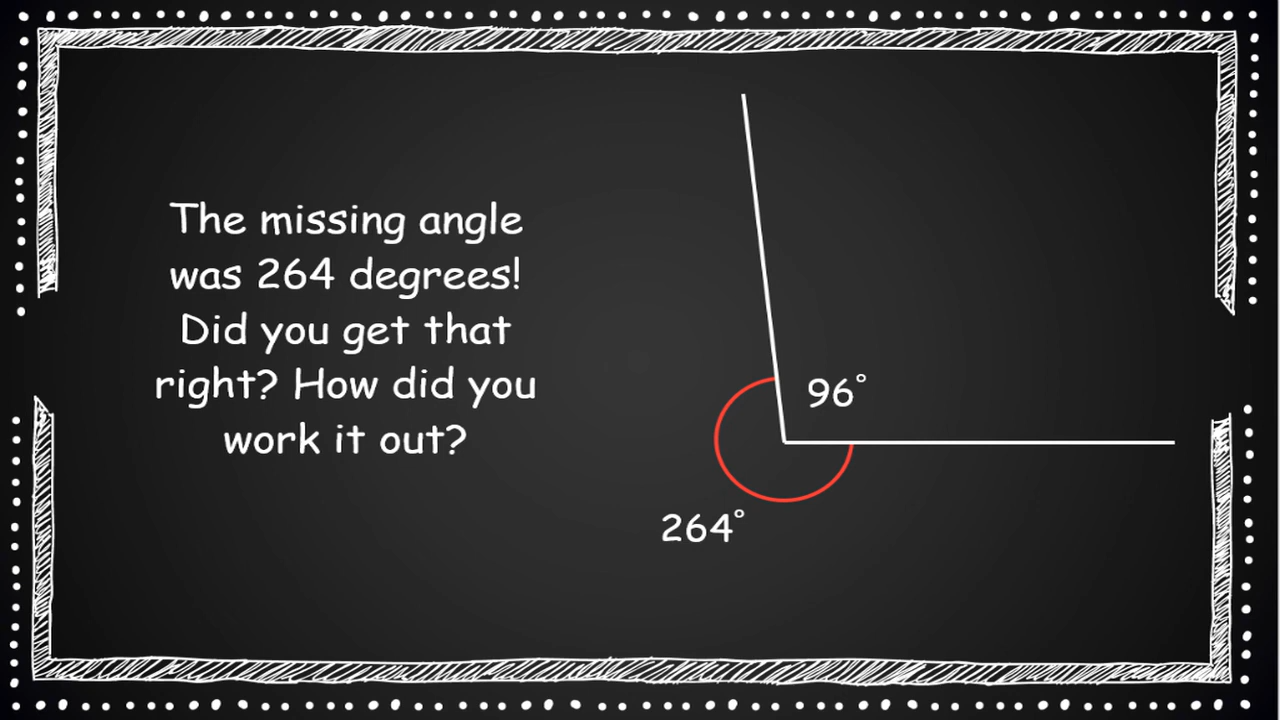 The missing angle
was 264 degrees!
Did you get that
right? How did you
work it out?
96°
264°